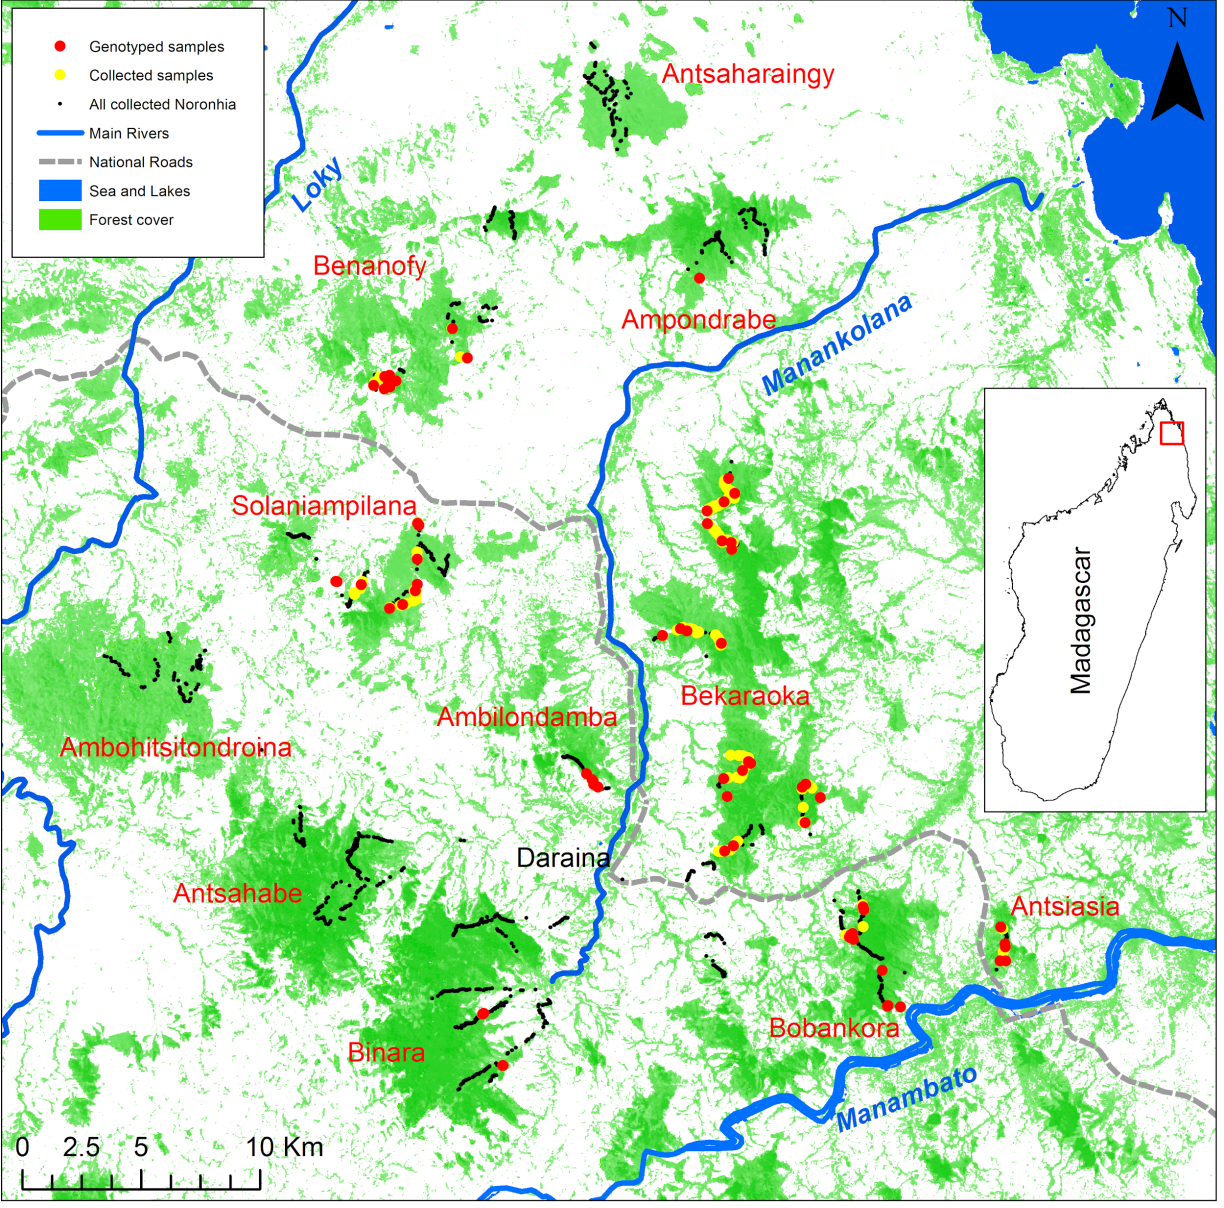 Genotyped samples
Collected samples
All collected Noronhia
Main Rivers
National Roads
Sea and Lakes
Forest cover
N
Antsaharaingy
Loky
Benanofy
Ampondrabe
Manankolana
Solaniampilana
Madagascar
Bekaraoka
Ambilondamba
Ambohitsitondroina
Daraina
Antsahabe
Antsiasia
Bobankora
Binara
Manambato
0 2.5 5 10 Km